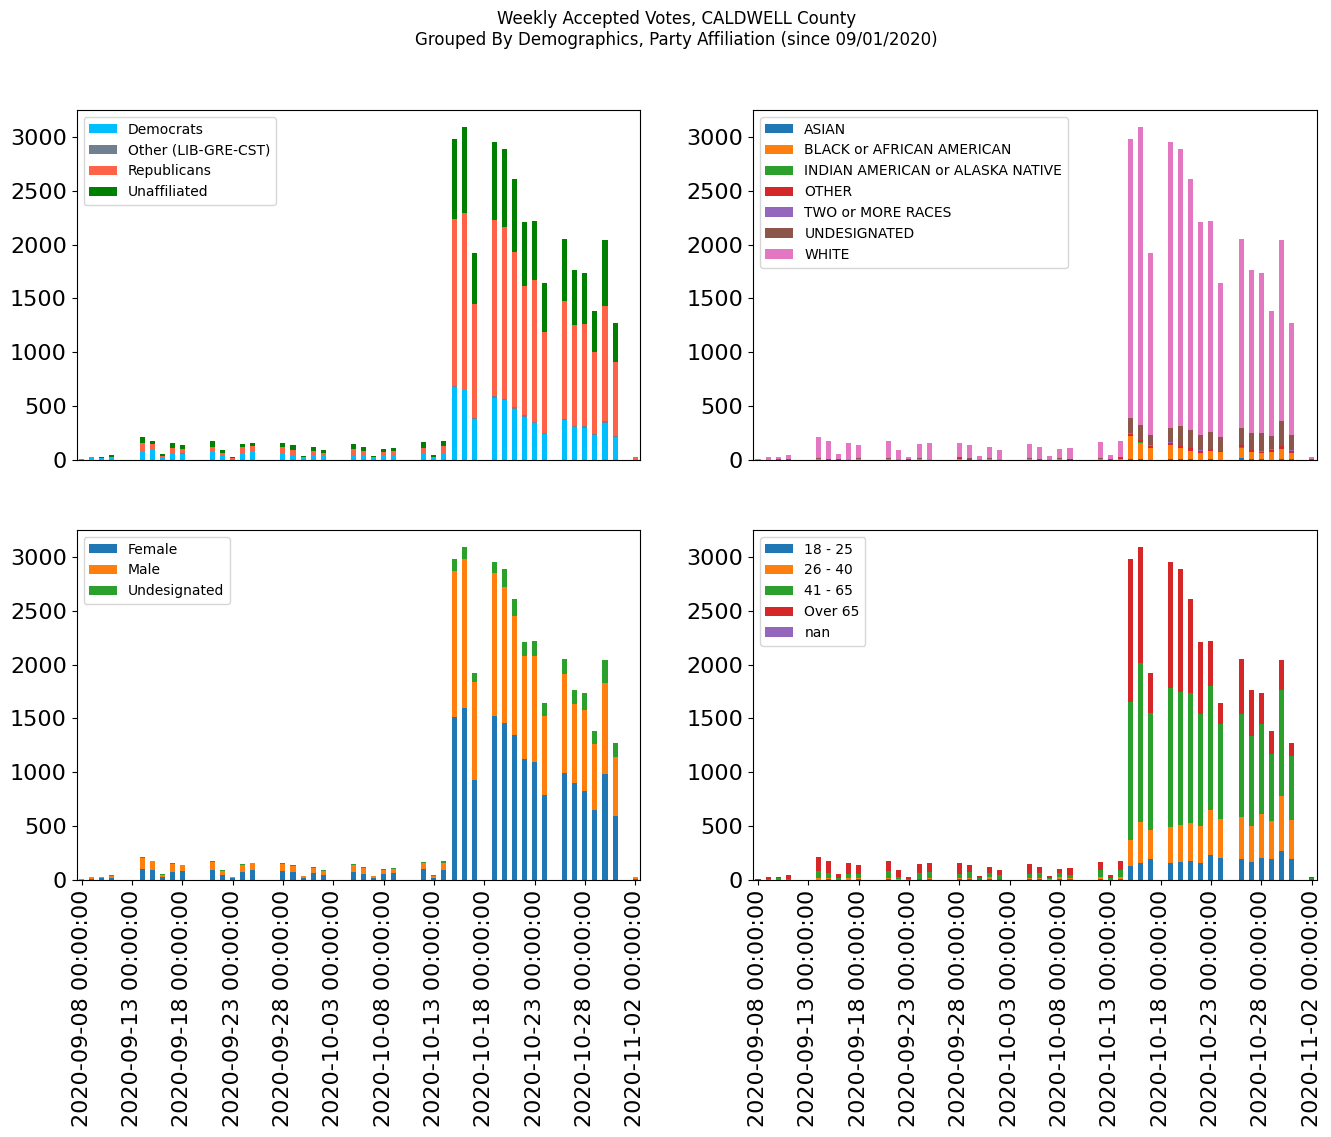 Weekly Accepted Votes, CALDWELL County
Grouped By Demographics, Party Affiliation (since 09/01/2020)
3000
2500
2000
1500
1000
500
0
Democrats
Other (LIB-GRE-CST)
Republicans
Unaffiliated
3000
2500
2000
1500
1000
500
0
ASIAN
BLACK or AFRICAN AMERICAN
INDIAN AMERICAN or ALASKA NATIVE
OTHER
TWO or MORE RACES
UNDESIGNATED
WHITE
3000
2500
2000
1500
1000
500
0
Female
Male
Undesignated
2020-09-08 00:00:00
2020-09-13 00:00:00
2020-09-18 00:00:00
2020-09-23 00:00:00
2020-09-28 00:00:00
2020-10-03 00:00:00
2020-10-08 00:00:00
2020-10-13 00:00:00
2020-10-18 00:00:00
2020-10-23 00:00:00
2020-10-28 00:00:00
2020-11-02 00:00:00
3000
2500
2000
1500
1000
500
0
18 - 25
26 - 40
41 - 65
Over 65
nan
2020-09-08 00:00:00
2020-09-13 00:00:00
2020-09-18 00:00:00
2020-09-23 00:00:00
2020-09-28 00:00:00
2020-10-03 00:00:00
2020-10-08 00:00:00
2020-10-13 00:00:00
2020-10-18 00:00:00
2020-10-23 00:00:00
2020-10-28 00:00:00
2020-11-02 00:00:00